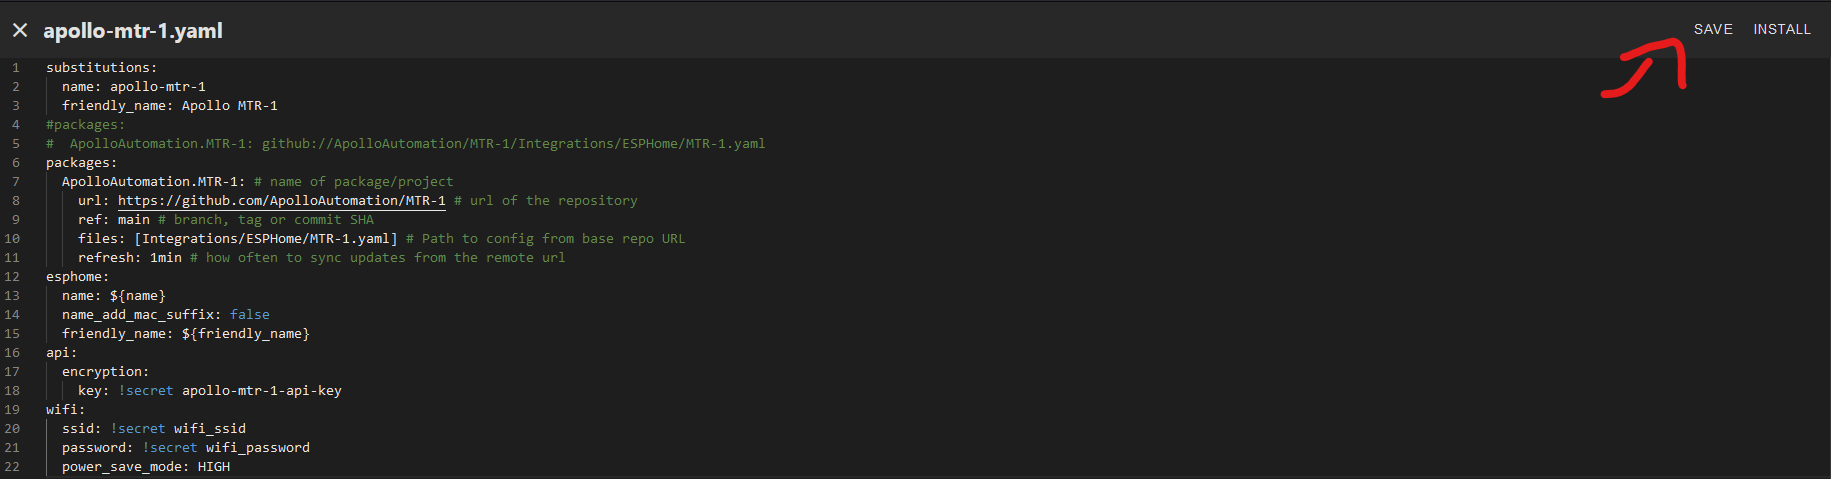 apollo-mtr-1.yaml
SAVE INSTALL
1 substitutions:
2 name: apollo-mtr-1
3 friendly_name: Apollo MTR-1
4 #packages:
5 #  ApolloAutomation.MTR-1: github://ApolloAutomation/MTR-1/Integrations/ESPHome/MTR-1.yaml
6 packages:
7 ApolloAutomation.MTR-1: # name of package/project
8 url: https://github.com/ApolloAutomation/MTR-1 # url of the repository
9 ref: main # branch, tag or commit SHA
10 files: [Integrations/ESPHome/MTR-1.yaml] # Path to config from base repo URL
11 refresh: 1min # how often to sync updates from the remote url
12 esphome:
13 name: ${name}
14 name_add_mac_suffix: false
15 friendly_name: ${friendly_name}
16 api:
17 encryption:
18 key: !secret apollo-mtr-1-api-key
19 wifi:
20 ssid: !secret wifi_ssid
21 password: !secret wifi_password
22 power_save_mode: HIGH